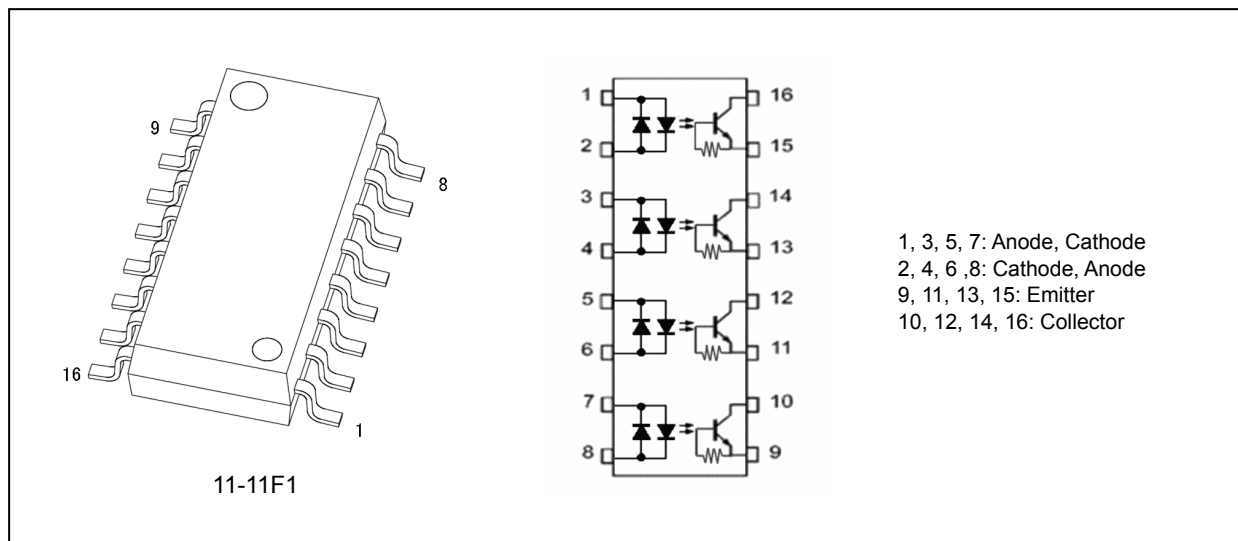 9
8
16
1
11-11F1
1 16
2 15
3 14
4 13
5 12
6 11
7 10
8 9
1, 3, 5, 7: Anode, Cathode
2, 4, 6 ,8: Cathode, Anode
9, 11, 13, 15: Emitter
10, 12, 14, 16: Collector